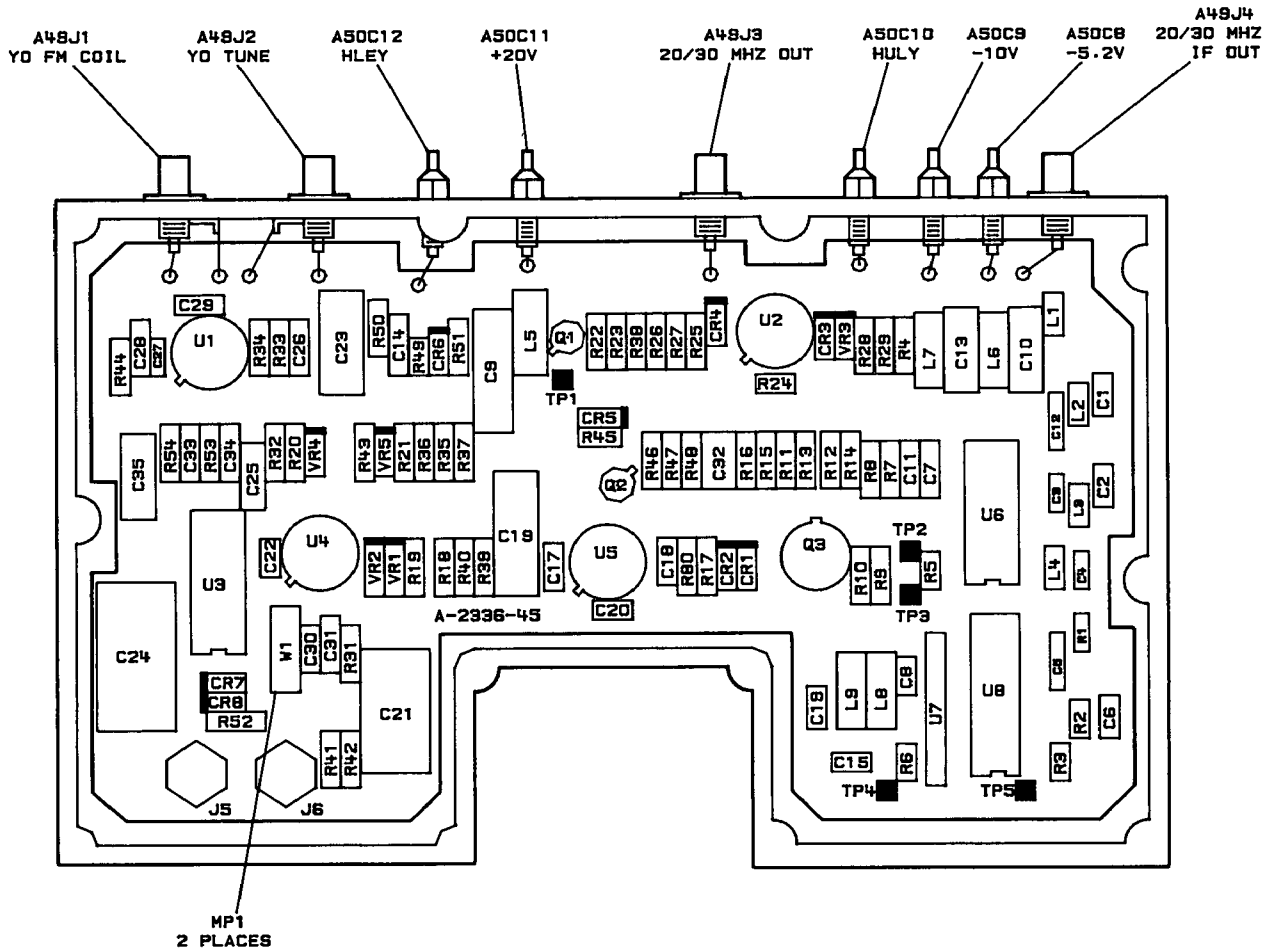 A49J1
YO FM COIL
A49J2
YO TUNE
A50C12
HLEY
A50C11
+20V
A49J3
20/30 MHZ OUT
A50C10
HULY
A50C9
-10V
A50C8
-5.2V
A49J4
20/30 MHZ
IF OUT
C29
U1
R44
C28
C27
R34
R33
C26
C23
R50
C14
R49
CR6
R51
C9
L5
Q1
TP1
R22
R23
R38
R26
R27
R25
CR4
U2
R24
CR3
VR3
R28
R29
R4
L7
C13
L6
C10
L1
L2
C1
C12
CR5
R45
C35
R54
C33
R53
C34
C25
R32
R20
VR4
R43
VR5
R21
R36
R35
R37
Q2
R46
R47
R48
C32
R16
R15
R11
R13
R12
R14
R8
R7
C11
C7
U6
C3
L3
C2
U3
C22
U4
VR2
VR1
R19
R18
R40
R39
C19
C17
U5
C20
C18
R80
R17
CR2
CR1
Q3
R10
R9
TP2
R5
TP3
L4
C4
A-2336-45
C24
W1
C30
C31
R31
CR7
CR8
R52
C21
R41
R42
J5
J6
C19
L9
L8
C8
U7
U8
C5
R1
R2
C6
R3
C15
R6
TP4
TP5
MP1
2 PLACES